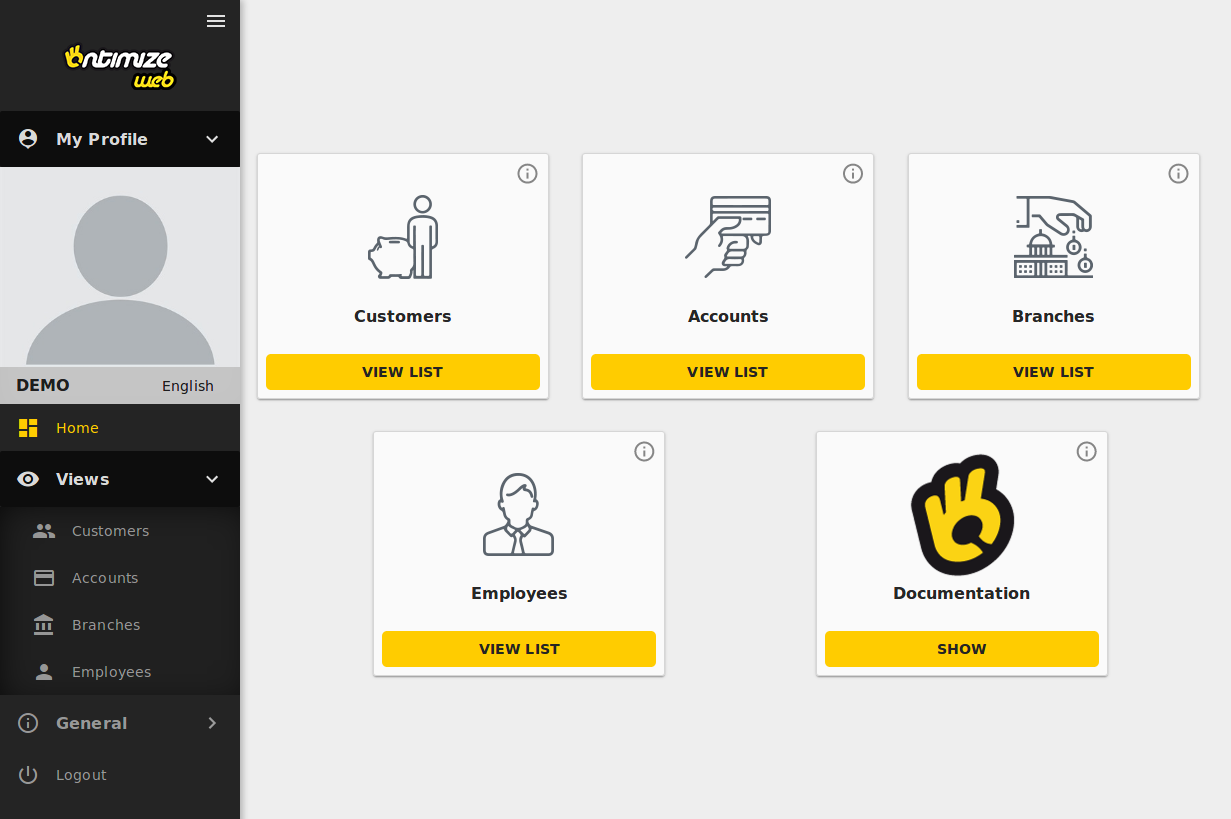 Ontimize
web
My Profile
DEMO English
Home
Views
Customers
Accounts
Branches
Employees
General
Logout
Customers
VIEW LIST
Accounts
VIEW LIST
Branches
VIEW LIST
Employees
VIEW LIST
Documentation
SHOW